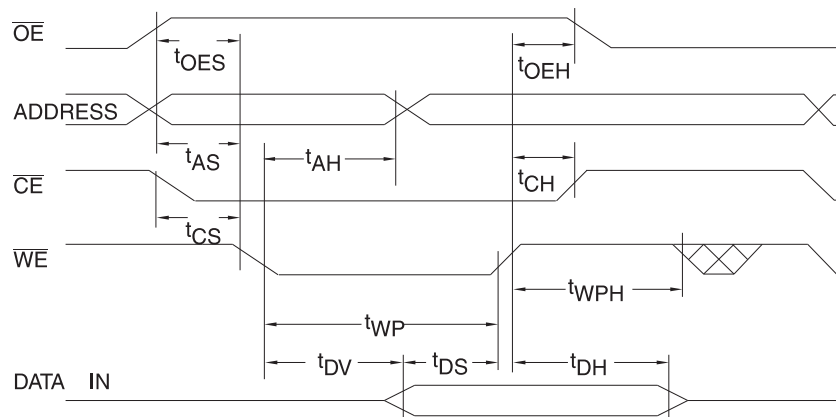 OE
tOES
tOEH
ADDRESS
tAS
tAH
tCH
CE
tCS
WE
tWPH
tWP
tDV
tDS
tDH
DATA IN